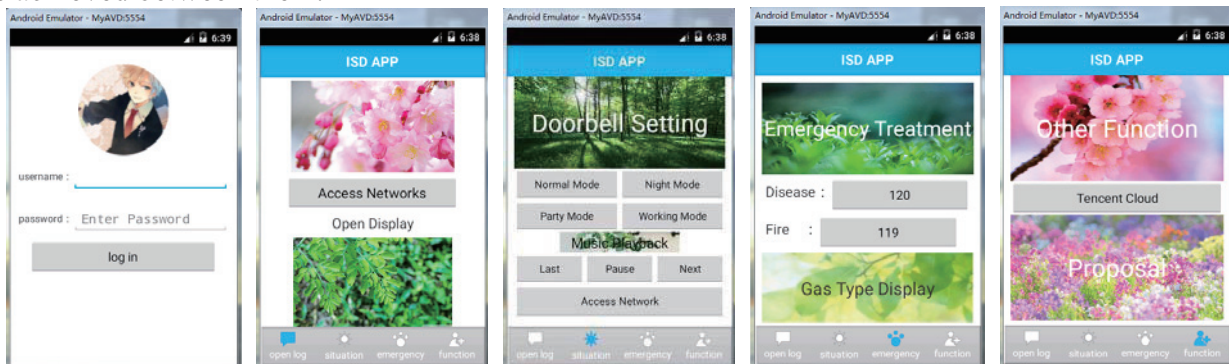 Android Emulator - MyAVD:5554
6:39
username :
password : Enter Password
log in
Android Emulator - MyAVD:5554
6:38
ISD APP
Access Networks
Open Display
open log situation emergency function
Android Emulator - MyAVD:5554
6:38
ISD APP
Doorbell Setting
Normal Mode Night Mode
Party Mode Working Mode
Music Playback
Last Pause Next
Access Network
open log situation emergency function
Android Emulator - MyAVD:5554
6:38
ISD APP
Emergency Treatment
Disease : 120
Fire : 119
Gas Type Display
open log situation emergency function
Android Emulator - MyAVD:5554
6:38
ISD APP
Other Function
Tencent Cloud
Proposal
open log situation emergency function